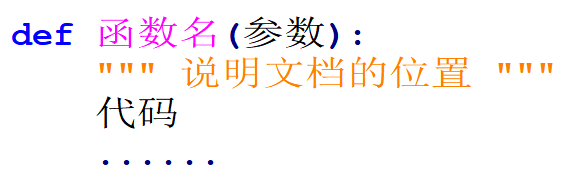 def 函数名(参数):
""" 说明文档的位置 """
代码
......